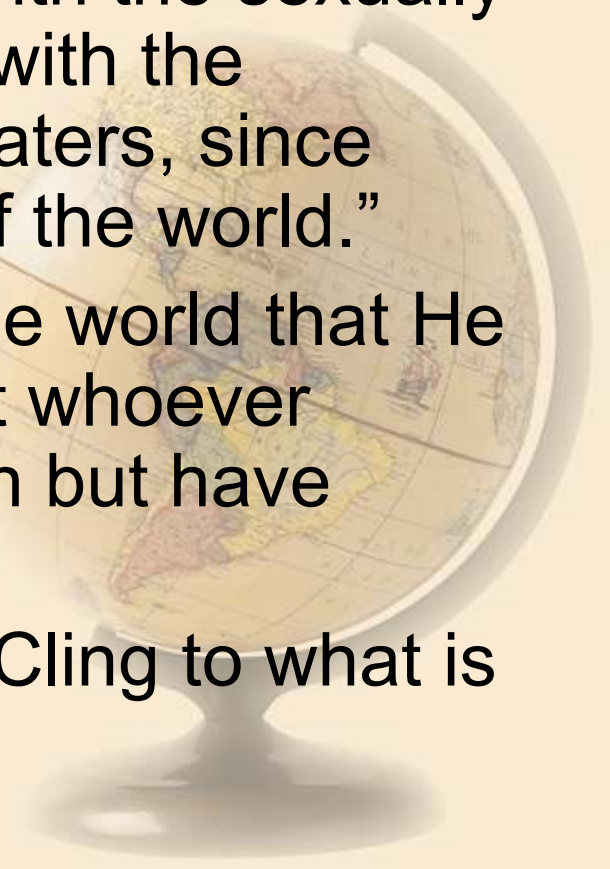 with the
aters, since
f the world.”
e world that He
t whoever
n but have
Cling to what is